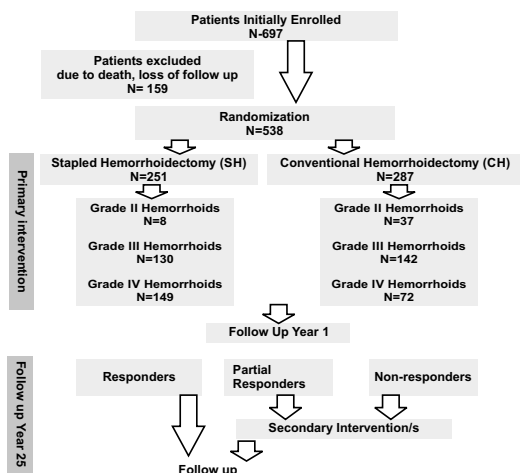 Patients Initially Enrolled
N-697
Patients excluded
due to death, loss of follow up
N= 159
Randomization
N=538
Primary intervention
Stapled Hemorrhoidectomy (SH)
N=251
Conventional Hemorrhoidectomy (CH)
N=287
Grade II Hemorrhoids
N=8
Grade III Hemorrhoids
N=130
Grade IV Hemorrhoids
N=149
Grade II Hemorrhoids
N=37
Grade III Hemorrhoids
N=142
Grade IV Hemorrhoids
N=72
Follow Up Year 1
Follow up Year 25
Responders
Partial
Responders
Non-responders
Secondary Intervention/s
Follow up